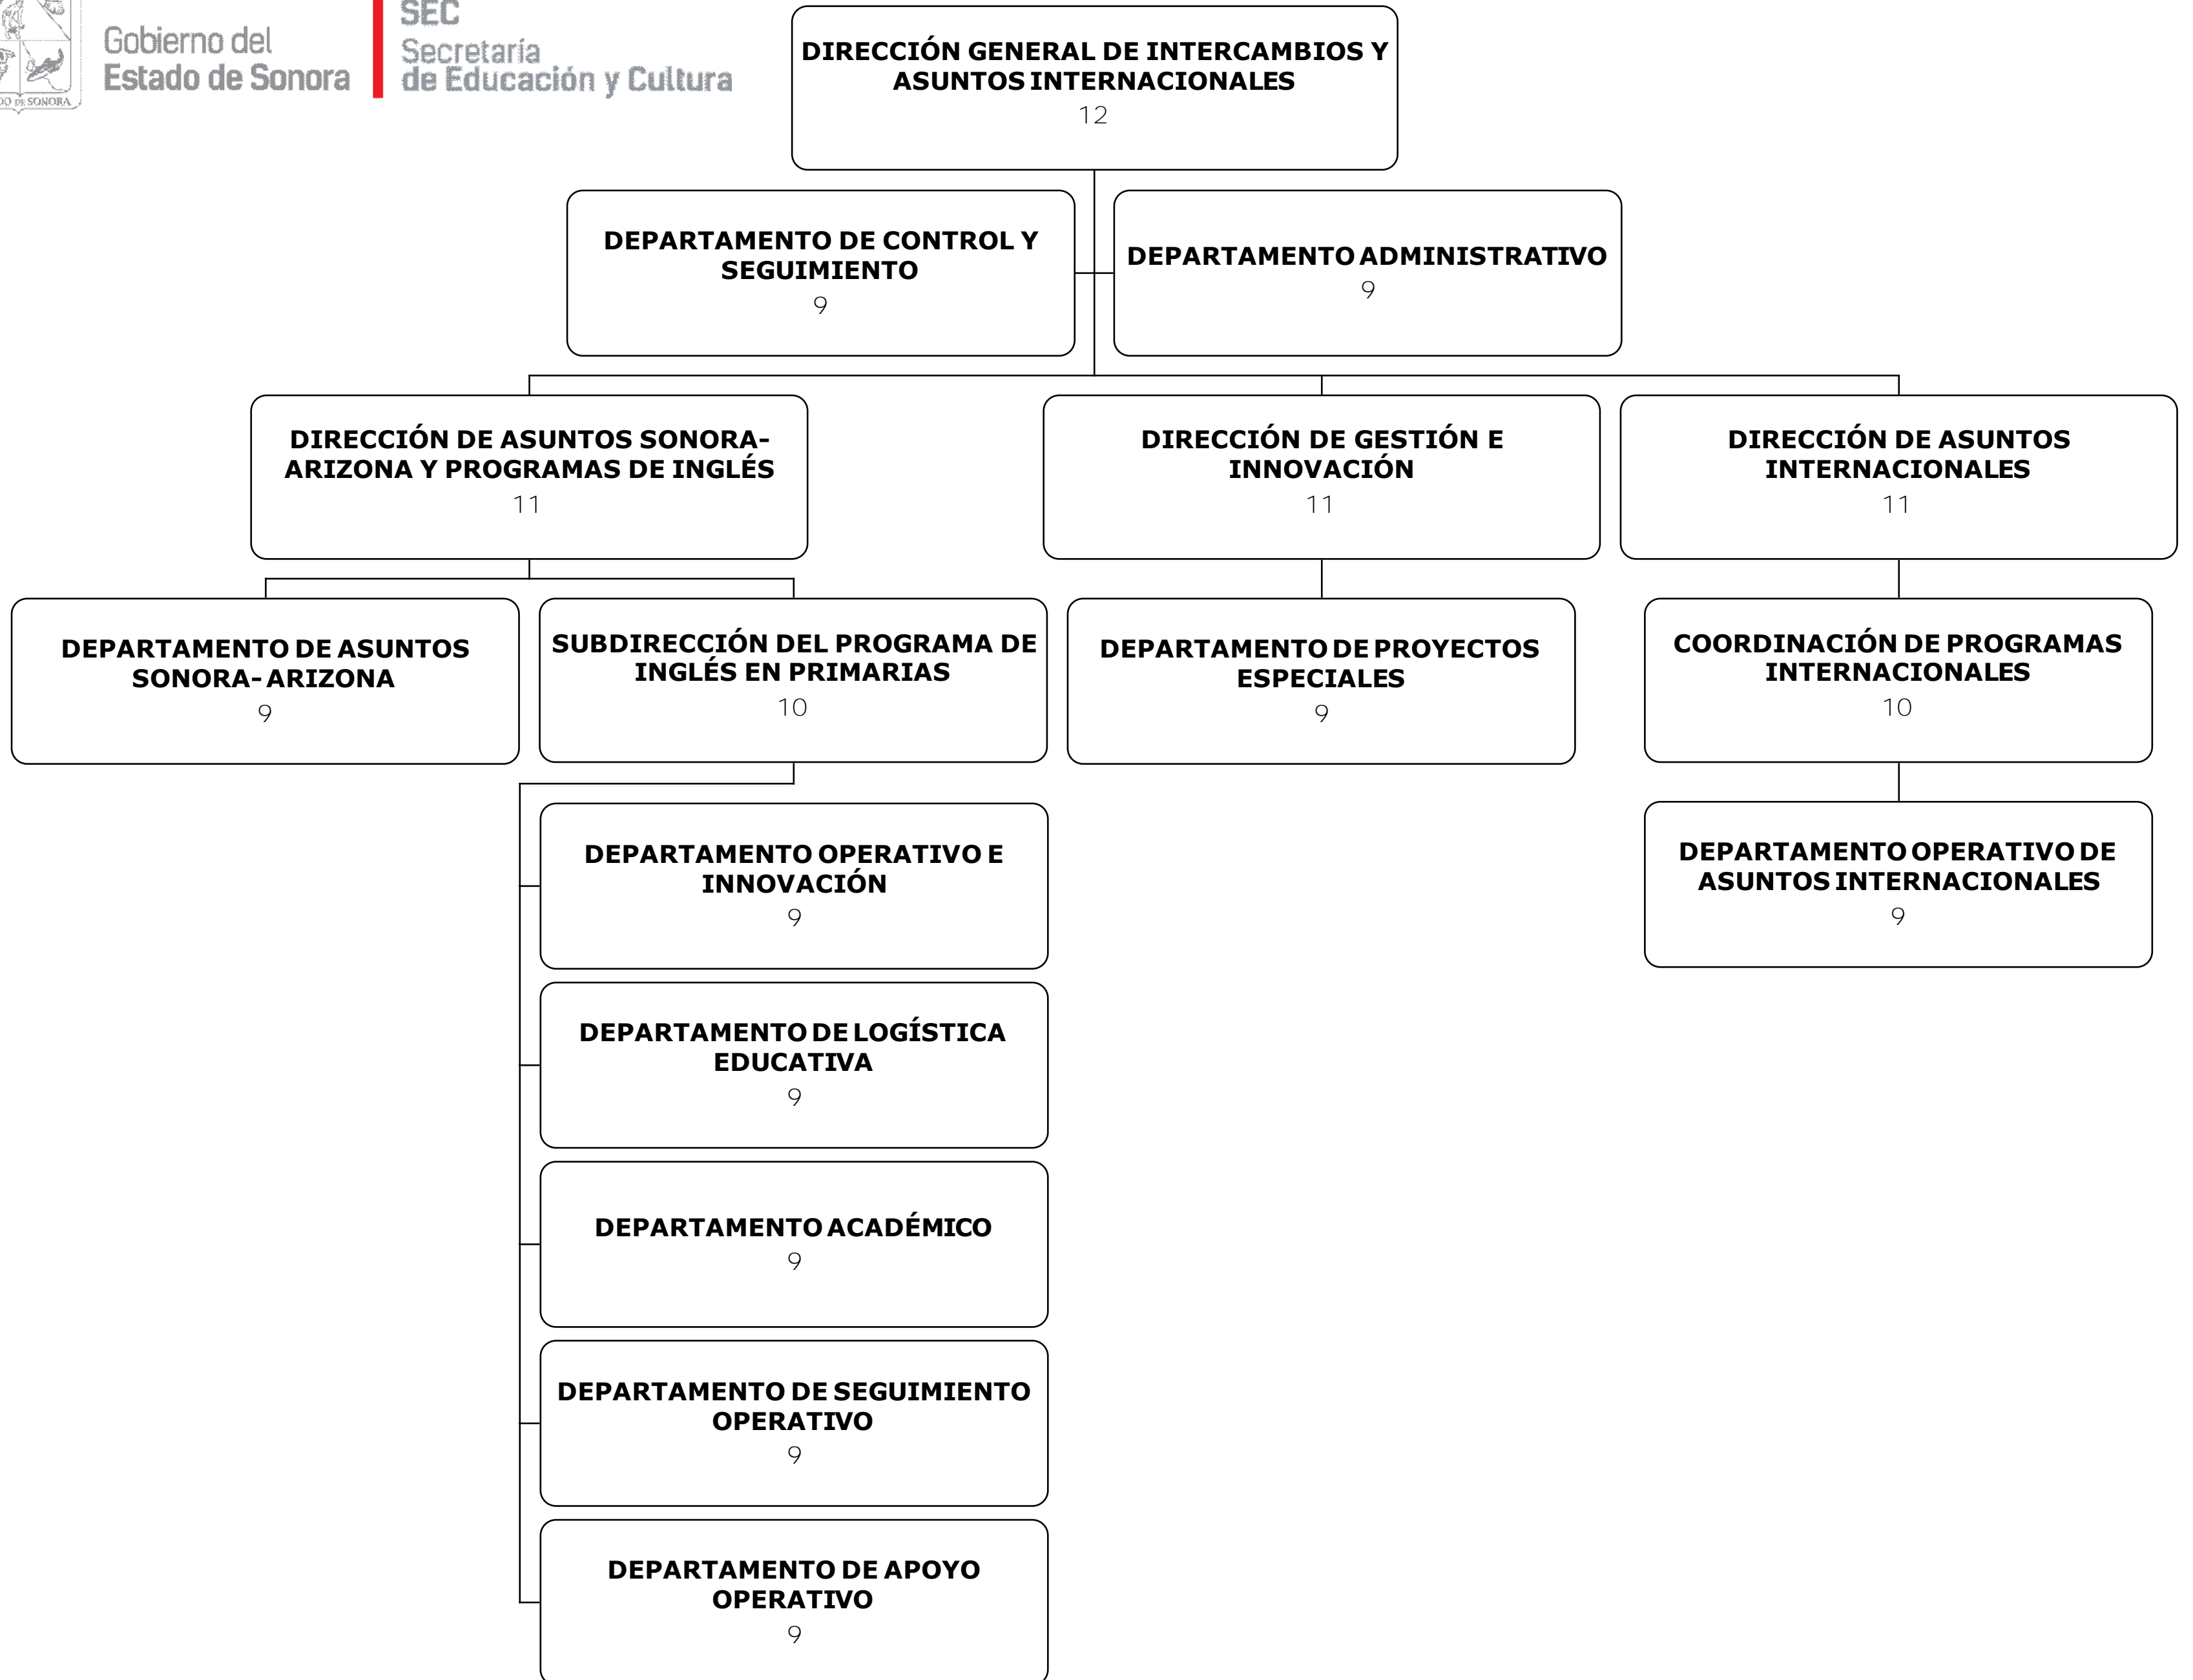 Gobierno del
Estado de Sonora
SEC
Secretaría
de Educación y Cultura
DE SONORA
DIRECCIÓN GENERAL DE INTERCAMBIOS Y
ASUNTOS INTERNACIONALES
12
DEPARTAMENTO DE CONTROL Y
SEGUIMIENTO
9
DEPARTAMENTO ADMINISTRATIVO
9
DIRECCIÓN DE ASUNTOS SONORA-
ARIZONA Y PROGRAMAS DE INGLÉS
11
DIRECCIÓN DE GESTIÓN E
INNOVACIÓN
11
DIRECCIÓN DE ASUNTOS
INTERNACIONALES
11
DEPARTAMENTO DE ASUNTOS
SONORA-ARIZONA
9
SUBDIRECCIÓN DEL PROGRAMA DE
INGLÉS EN PRIMARIAS
10
DEPARTAMENTO DE PROYECTOS
ESPECIALES
9
COORDINACIÓN DE PROGRAMAS
INTERNACIONALES
10
DEPARTAMENTO OPERATIVO E
INNOVACIÓN
9
DEPARTAMENTO OPERATIVO DE
ASUNTOS INTERNACIONALES
9
DEPARTAMENTO DE LOGÍSTICA
EDUCATIVA
9
DEPARTAMENTO ACADÉMICO
9
DEPARTAMENTO DE SEGUIMIENTO
OPERATIVO
9
DEPARTAMENTO DE APOYO
OPERATIVO
9